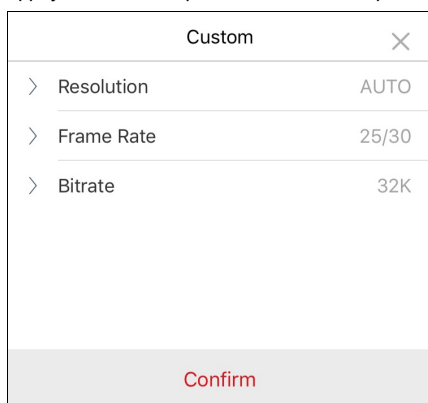 Custom
Resolution AUTO
Frame Rate 25/30
Bitrate 32K
Confirm